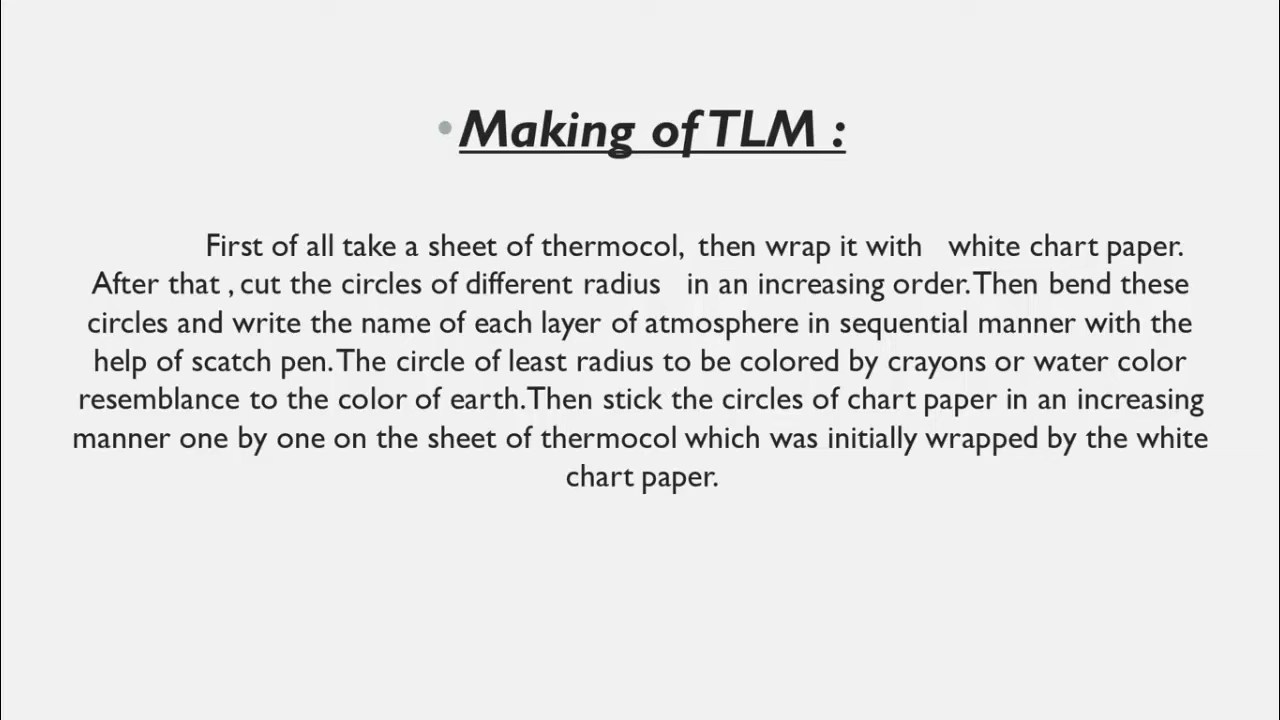 • Making of TLM :
First of all take a sheet of thermocol, then wrap it with white chart paper.
After that , cut the circles of different radius in an increasing order. Then bend these
circles and write the name of each layer of atmosphere in sequential manner with the
help of scatch pen. The circle of least radius to be colored by crayons or water color
resemblance to the color of earth. Then stick the circles of chart paper in an increasing
manner one by one on the sheet of thermocol which was initially wrapped by the white
chart paper.